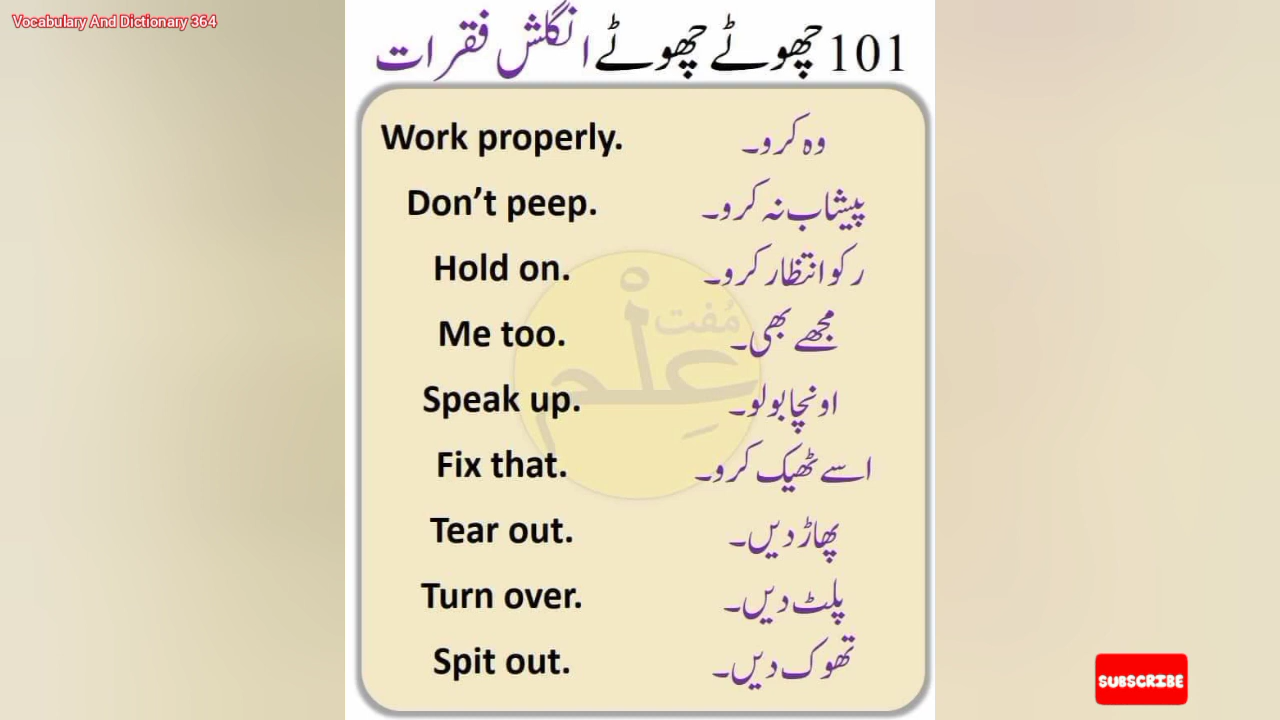 Vocabulary And Dictionary 364
101 چھوٹے چھوٹے انگلش فقرات
Work properly. وہ کرو۔
Don't peep. پیشاب نہ کرو۔
Hold on. رکو انتظار کرو۔
Me too. مجھے بھی۔
Speak up. اونچا بولو۔
Fix that. اسے ٹھیک کرو۔
Tear out. پھاڑ دیں۔
Turn over. پلٹ دیں۔
Spit out. تھوک دیں۔
مُفت
عِلْم
SUBSCRIBE